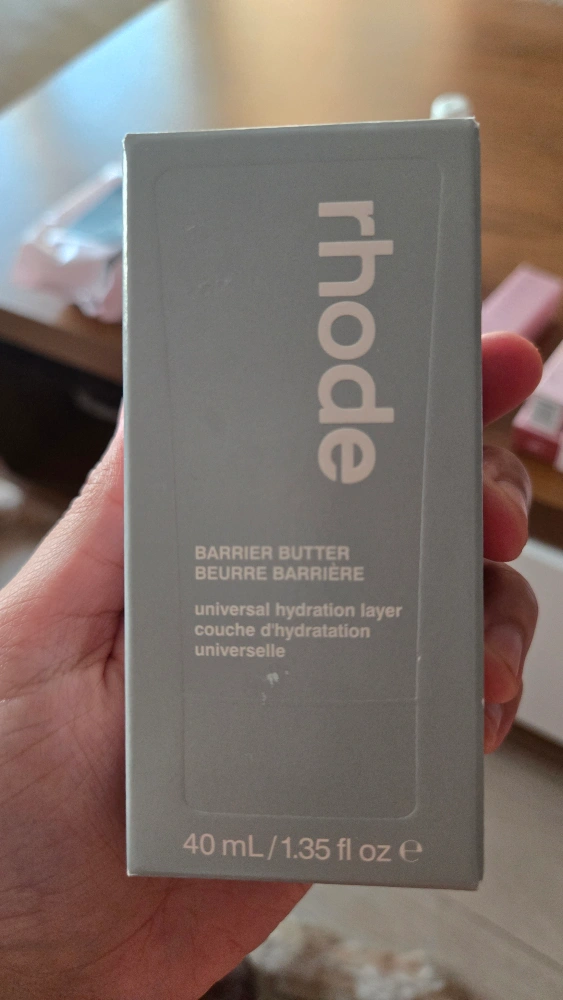 rhode
BARRIER BUTTER
BEURRE BARRIÈRE
universal hydration layer
couche d'hydratation
universelle
40 mL/1.35 fl oz ℮